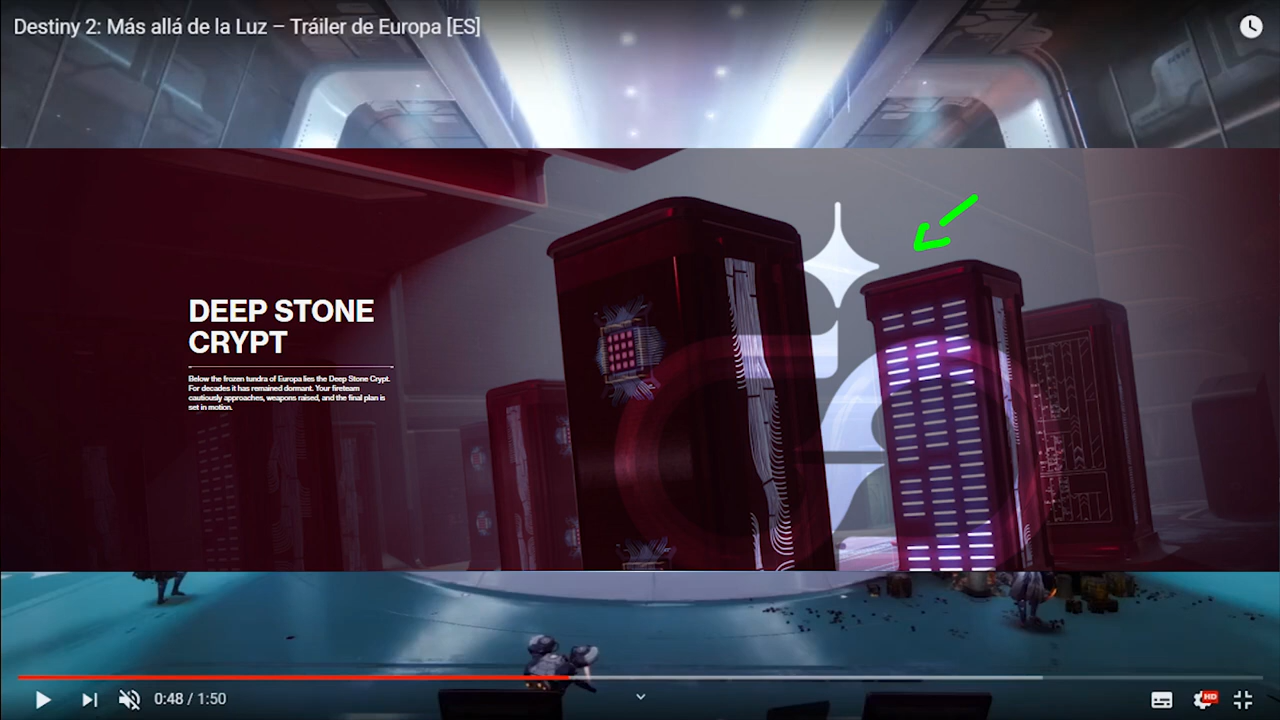 Destiny 2: Más allá de la Luz – Tráiler de Europa [ES]
DEEP STONE
CRYPT
Below the frozen tundra of Europa lies the Deep Stone Crypt.
For decades it has remained dormant. Your fireteam
cautiously approaches, weapons raised, and the final plan is
set in motion.
0:48 / 1:50
HD